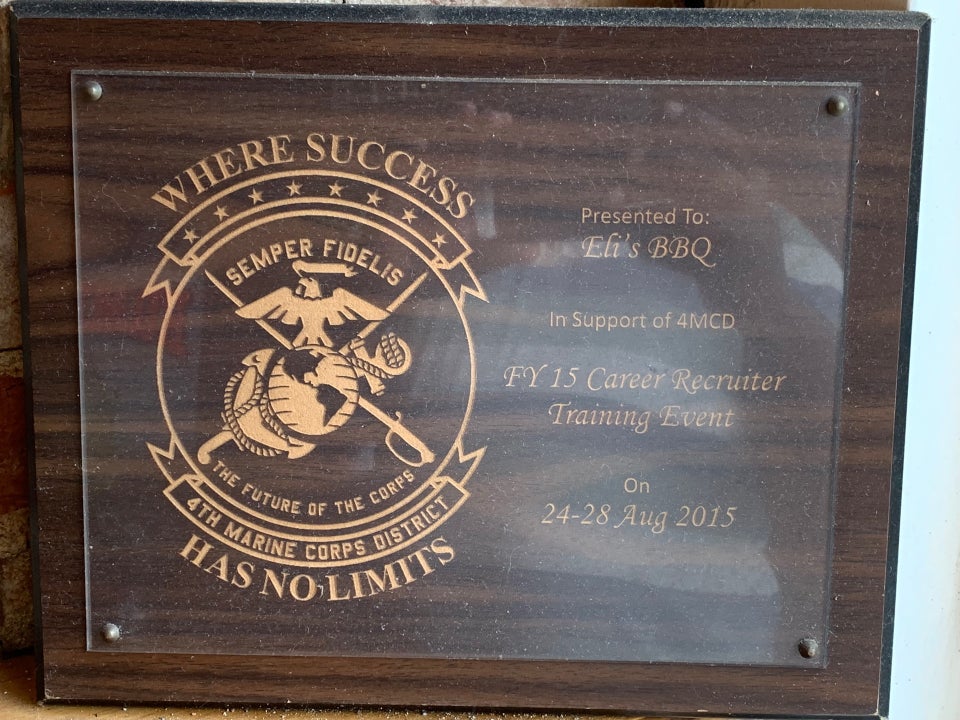 WHERE SUCCESS
SEMPER FIDELIS
THE FUTURE OF THE CORPS
4TH MARINE CORPS DISTRICT
HAS NO LIMITS
Presented To:
Eli's BBQ
In Support of 4MCD
FY 15 Career Recruiter
Training Event
On
24-28 Aug 2015